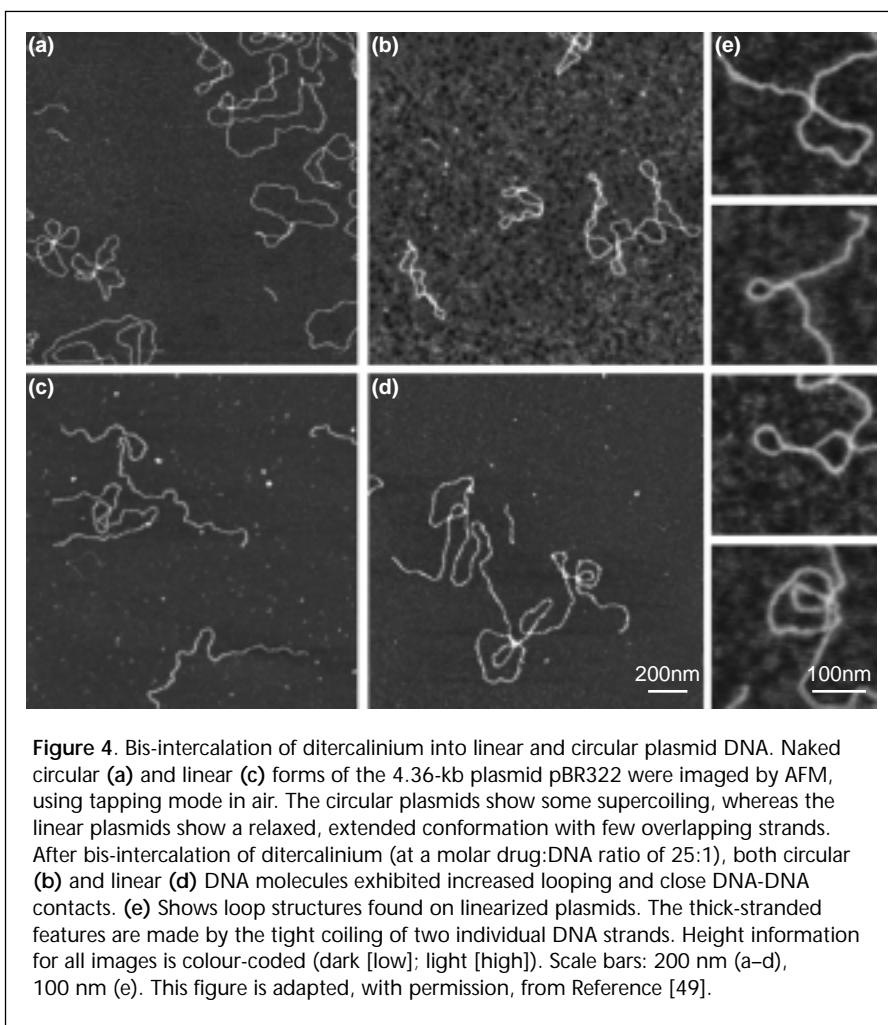 (a)
(b)
(e)
(c)
(d)
200nm
100nm
Figure 4. Bis-intercalation of ditercalinium into linear and circular plasmid DNA. Naked
circular (a) and linear (c) forms of the 4.36-kb plasmid pBR322 were imaged by AFM,
using tapping mode in air. The circular plasmids show some supercoiling, whereas the
linear plasmids show a relaxed, extended conformation with few overlapping strands.
After bis-intercalation of ditercalinium (at a molar drug:DNA ratio of 25:1), both circular
(b) and linear (d) DNA molecules exhibited increased looping and close DNA-DNA
contacts. (e) Shows loop structures found on linearized plasmids. The thick-stranded
features are made by the tight coiling of two individual DNA strands. Height information
for all images is colour-coded (dark [low]; light [high]). Scale bars: 200 nm (a–d),
100 nm (e). This figure is adapted, with permission, from Reference [49].